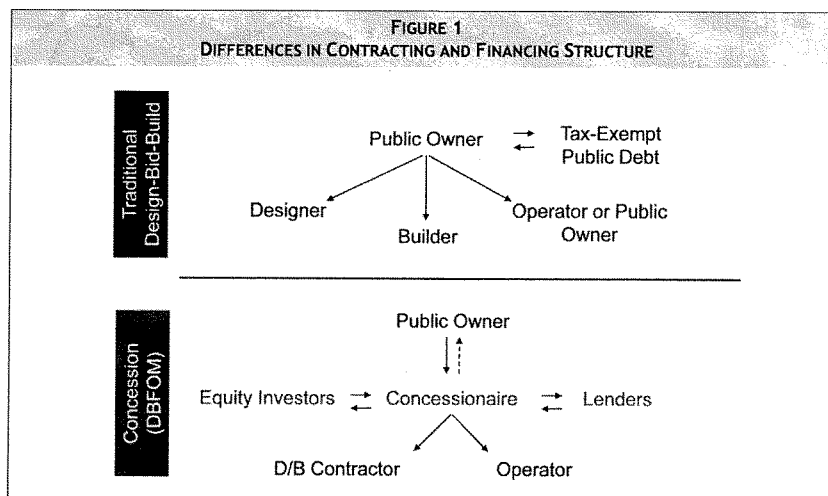 FIGURE 1
DIFFERENCES IN CONTRACTING AND FINANCING STRUCTURE
Traditional
Design-Bid-Build
Public Owner
Tax-Exempt
Public Debt
Designer
Builder
Operator or Public
Owner
Concession
(DBFOM)
Public Owner
Equity Investors
Concessionaire
Lenders
D/B Contractor
Operator